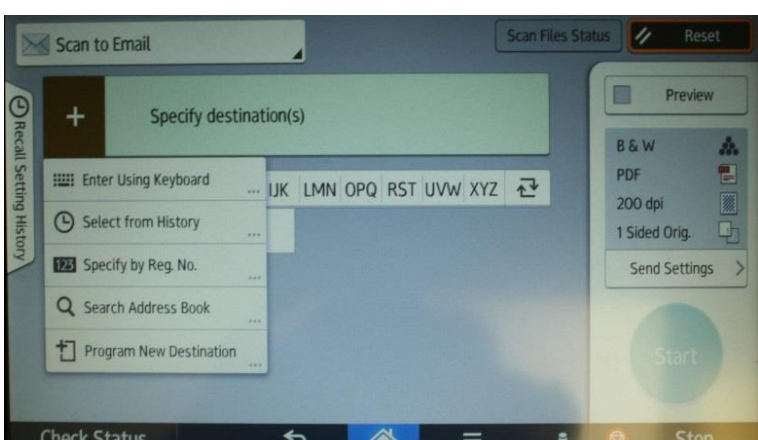 Scan to Email
Scan Files Status
Reset
Recall Setting History
+ Specify destination(s)
Preview
Enter Using Keyboard ...
IJK LMN OPQ RST UVW XYZ
Select from History ...
123 Specify by Reg. No. ...
Search Address Book ...
Program New Destination ...
B & W
PDF
200 dpi
1 Sided Orig.
Send Settings >
Start
Check Status
Stop